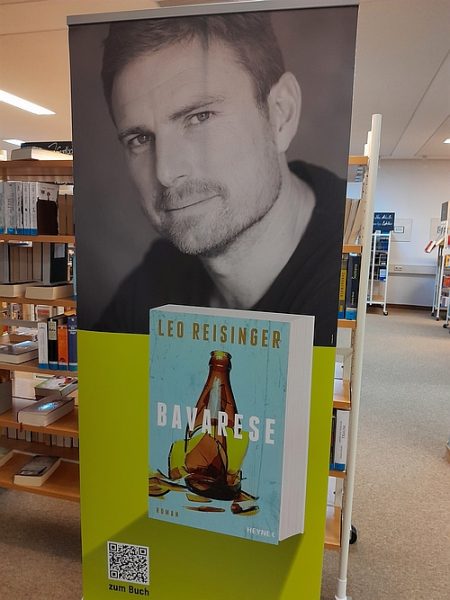 LEO REISINGER
BAVARESE
ROMAN
HEYNE <
zum Buch